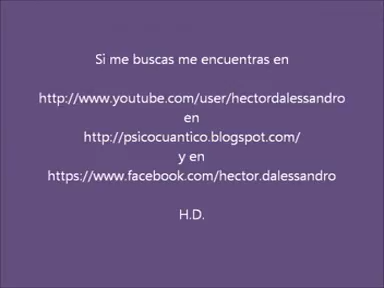 Si me buscas me encuentras en
http://www.youtube.com/user/hectordalessandro
en
http://psicocuantico.blogspot.com/
y en
https://www.facebook.com/hector.dalessandro
H.D.